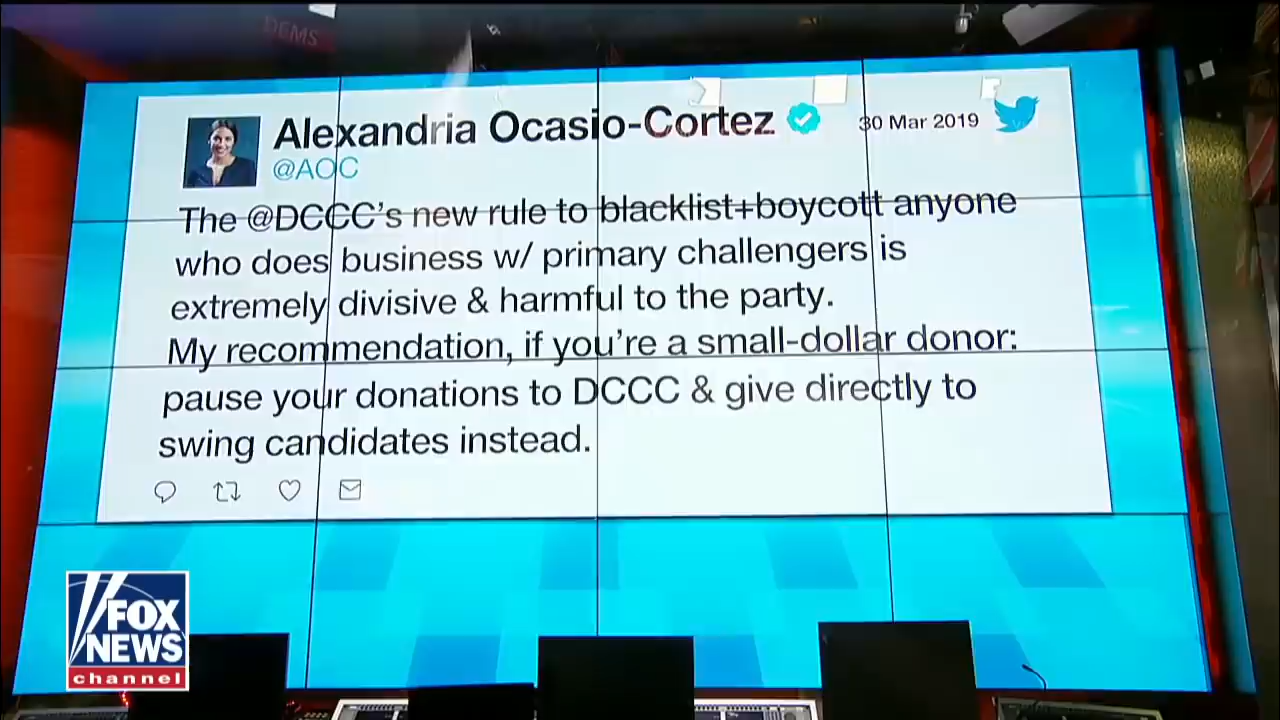 DEMS
Alexandria Ocasio-Cortez
30 Mar 2019
@AOC
The @DCCC's new rule to blacklist+boycott anyone
who does business w/ primary challengers is
extremely divisive & harmful to the party.
My recommendation, if you're a small-dollar donor:
pause your donations to DCCC & give directly to
swing candidates instead.
FOX
NEWS
channel